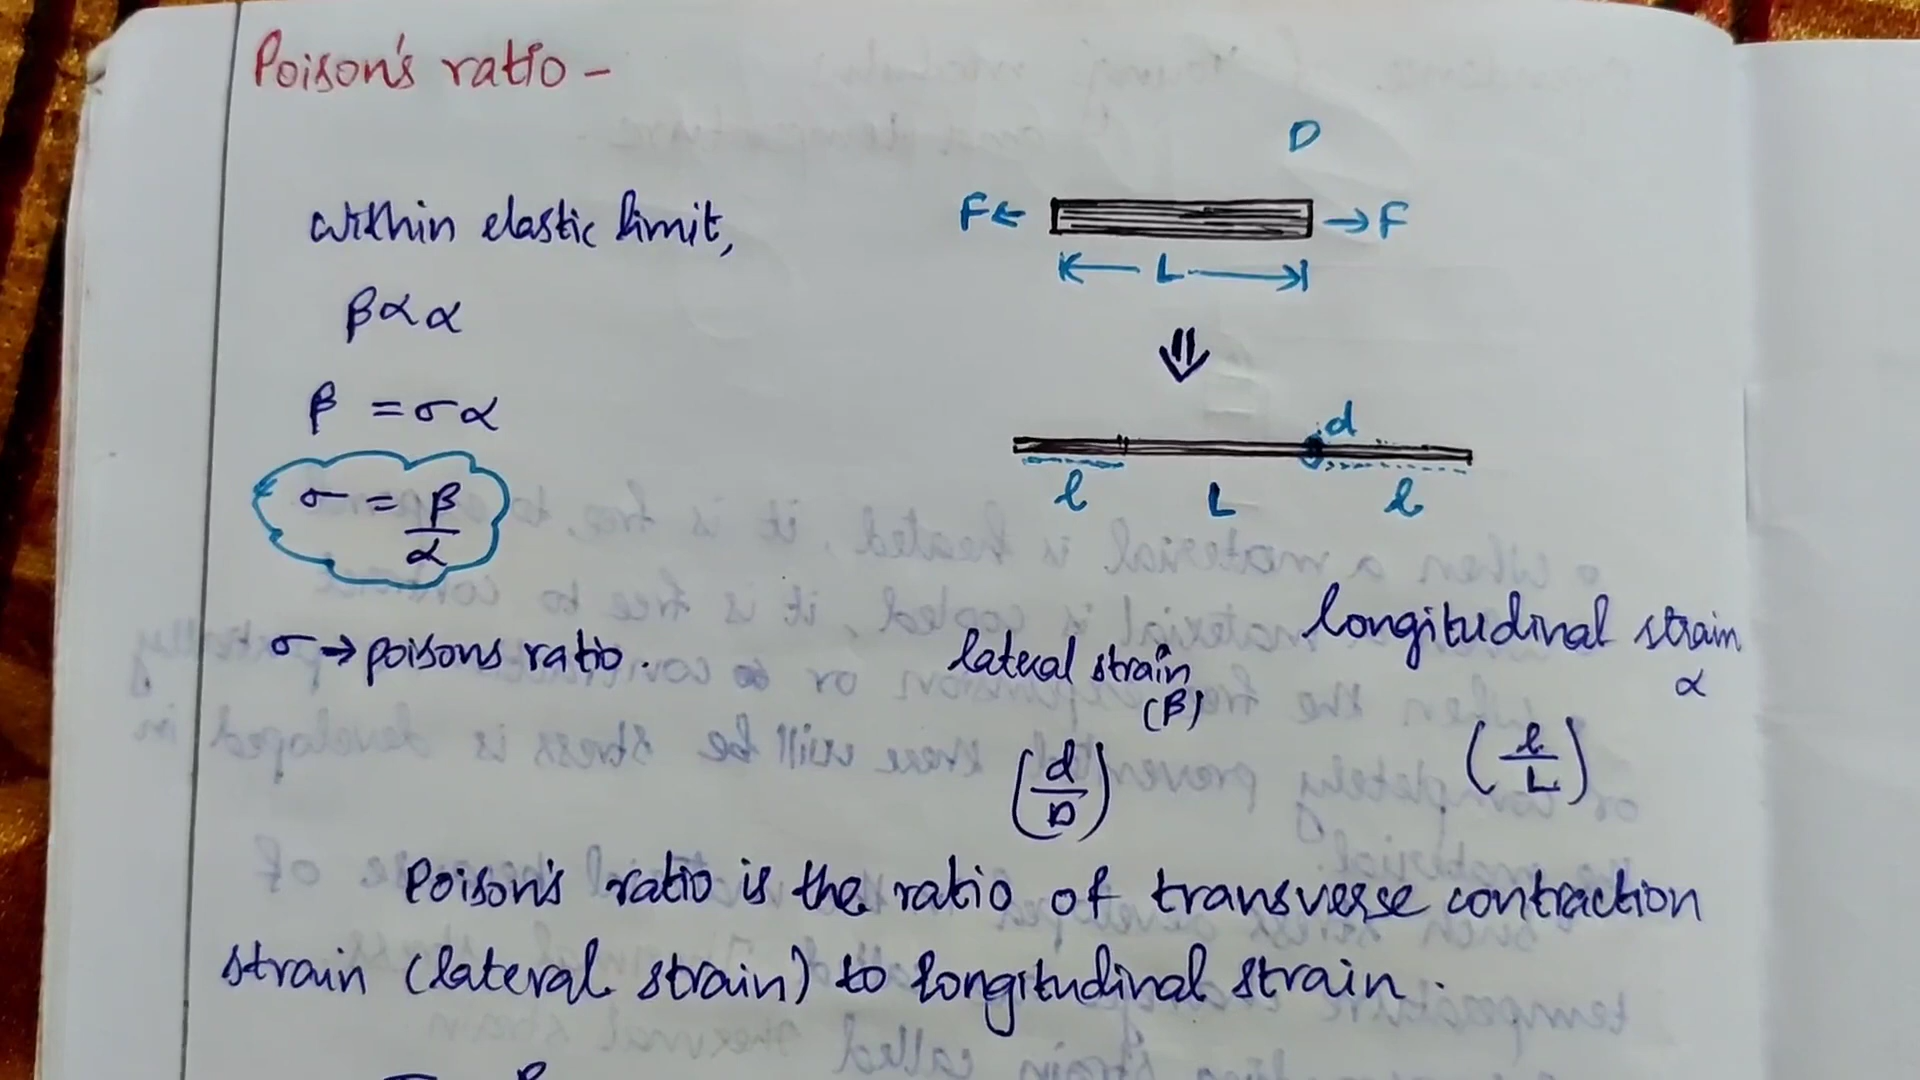 Poison's ratio -
within elastic limit,
β∝α
β = σα
σ = β/α
σ → poisons ratio.
D
F← →F
L
⇓
d
l L l
lateral strain
(β)
(d/D)
longitudinal strain
α
(l/L)
Poison's ratio is the ratio of transverse contraction
strain (lateral strain) to longitudinal strain.